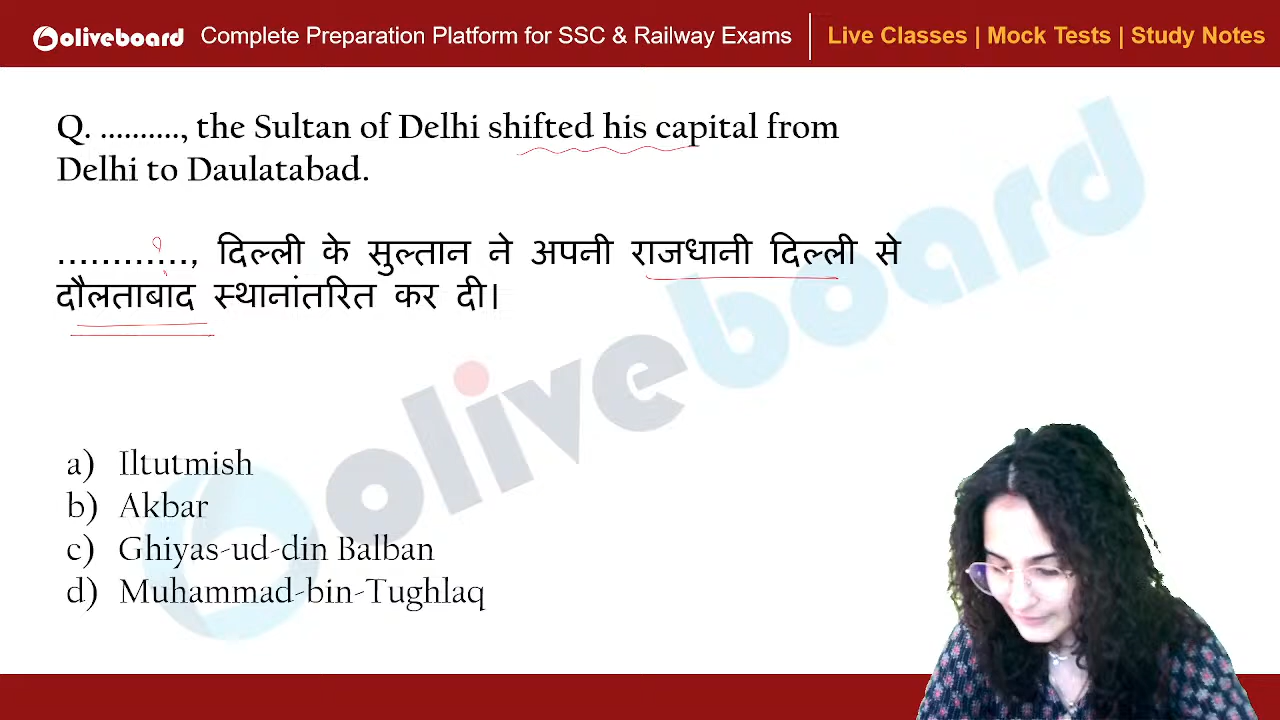 oliveboard Complete Preparation Platform for SSC & Railway Exams Live Classes | Mock Tests | Study Notes
Q. .........., the Sultan of Delhi shifted his capital from
Delhi to Daulatabad.
............., दिल्ली के सुल्तान ने अपनी राजधानी दिल्ली से
दौलताबाद स्थानांतरित कर दी।
oliveboard
a) Iltutmish
b) Akbar
c) Ghiyas-ud-din Balban
d) Muhammad-bin-Tughlaq